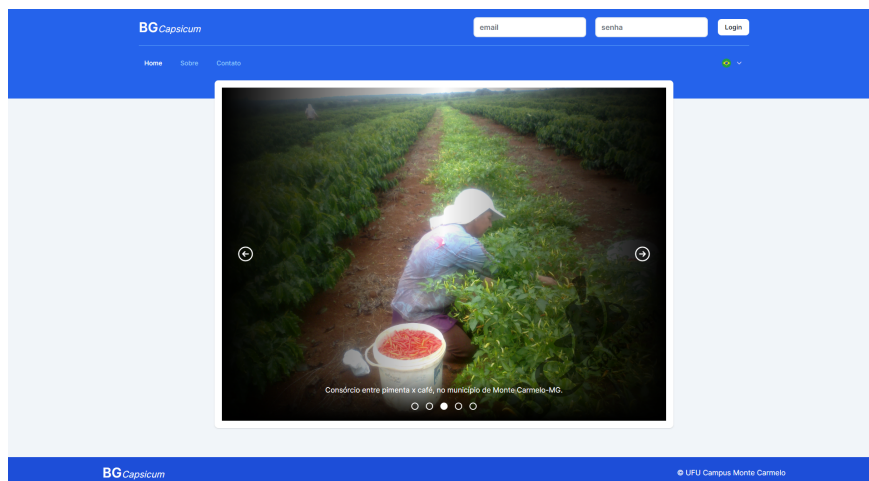 BG Capsicum
email
senha
Login
Home
Sobre
Contato
Consórcio entre pimenta x café, no município de Monte Carmelo-MG.
BG Capsicum
© UFU Campus Monte Carmelo